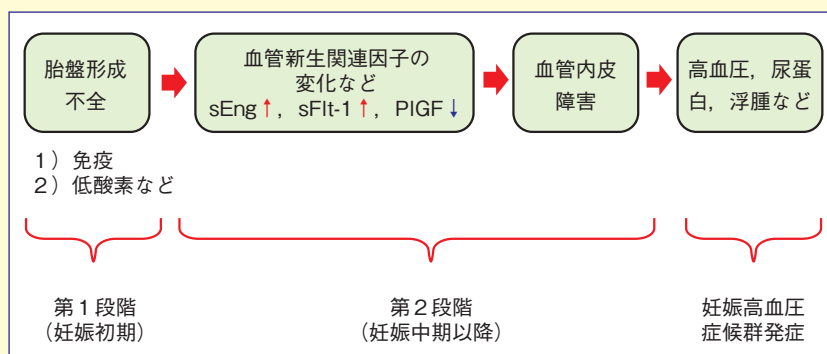 胎盤形成
不全
血管新生関連因子の
変化など
sEng↑，sFlt-1↑，PlGF↓
血管内皮
障害
高血圧，尿蛋
白，浮腫など
1）免疫
2）低酸素など
第1段階
（妊娠初期）
第2段階
（妊娠中期以降）
妊娠高血圧
症候群発症